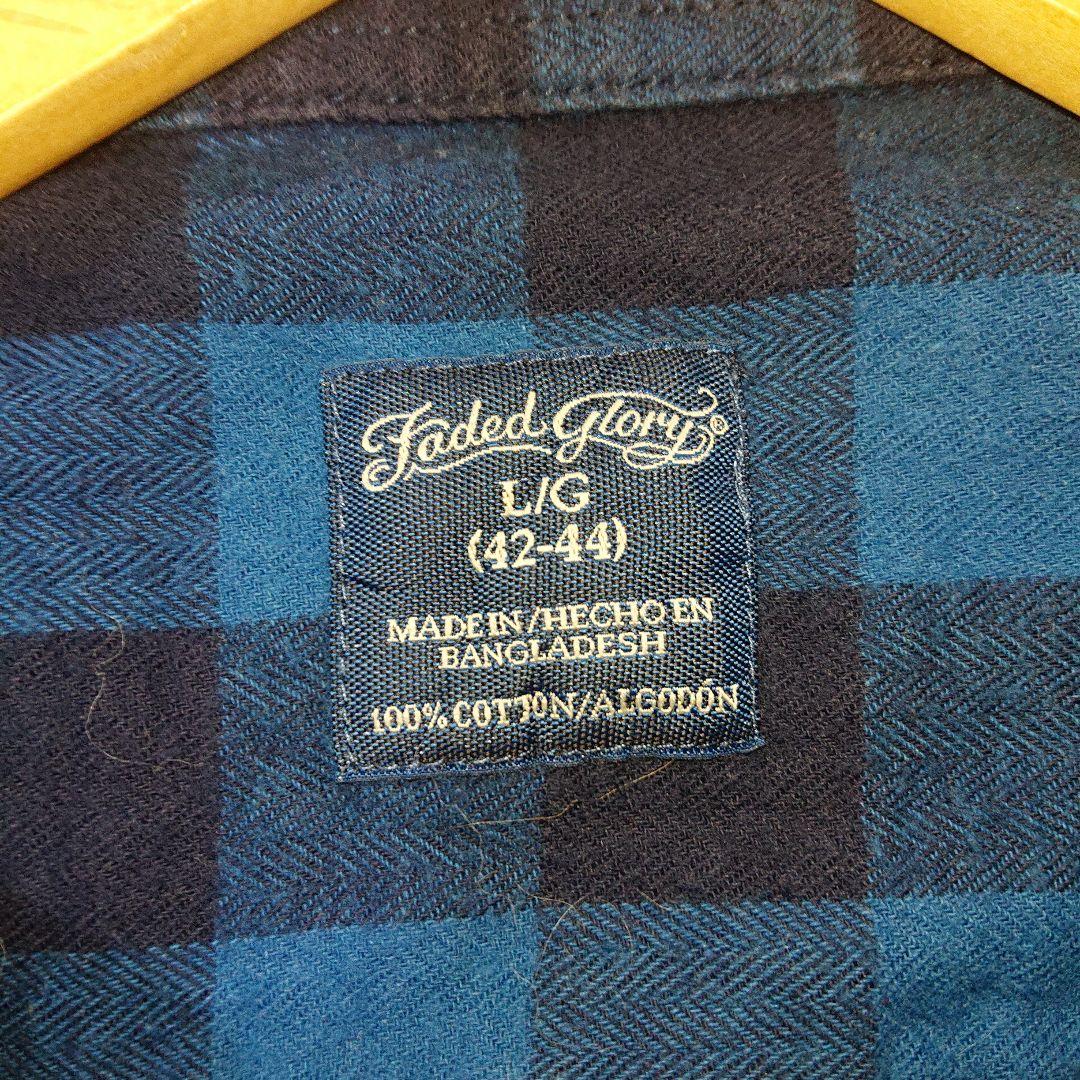 Faded Glory®
L/G
(42-44)
MADE IN/HECHO EN
BANGLADESH
100% COTTON/ALGODÓN